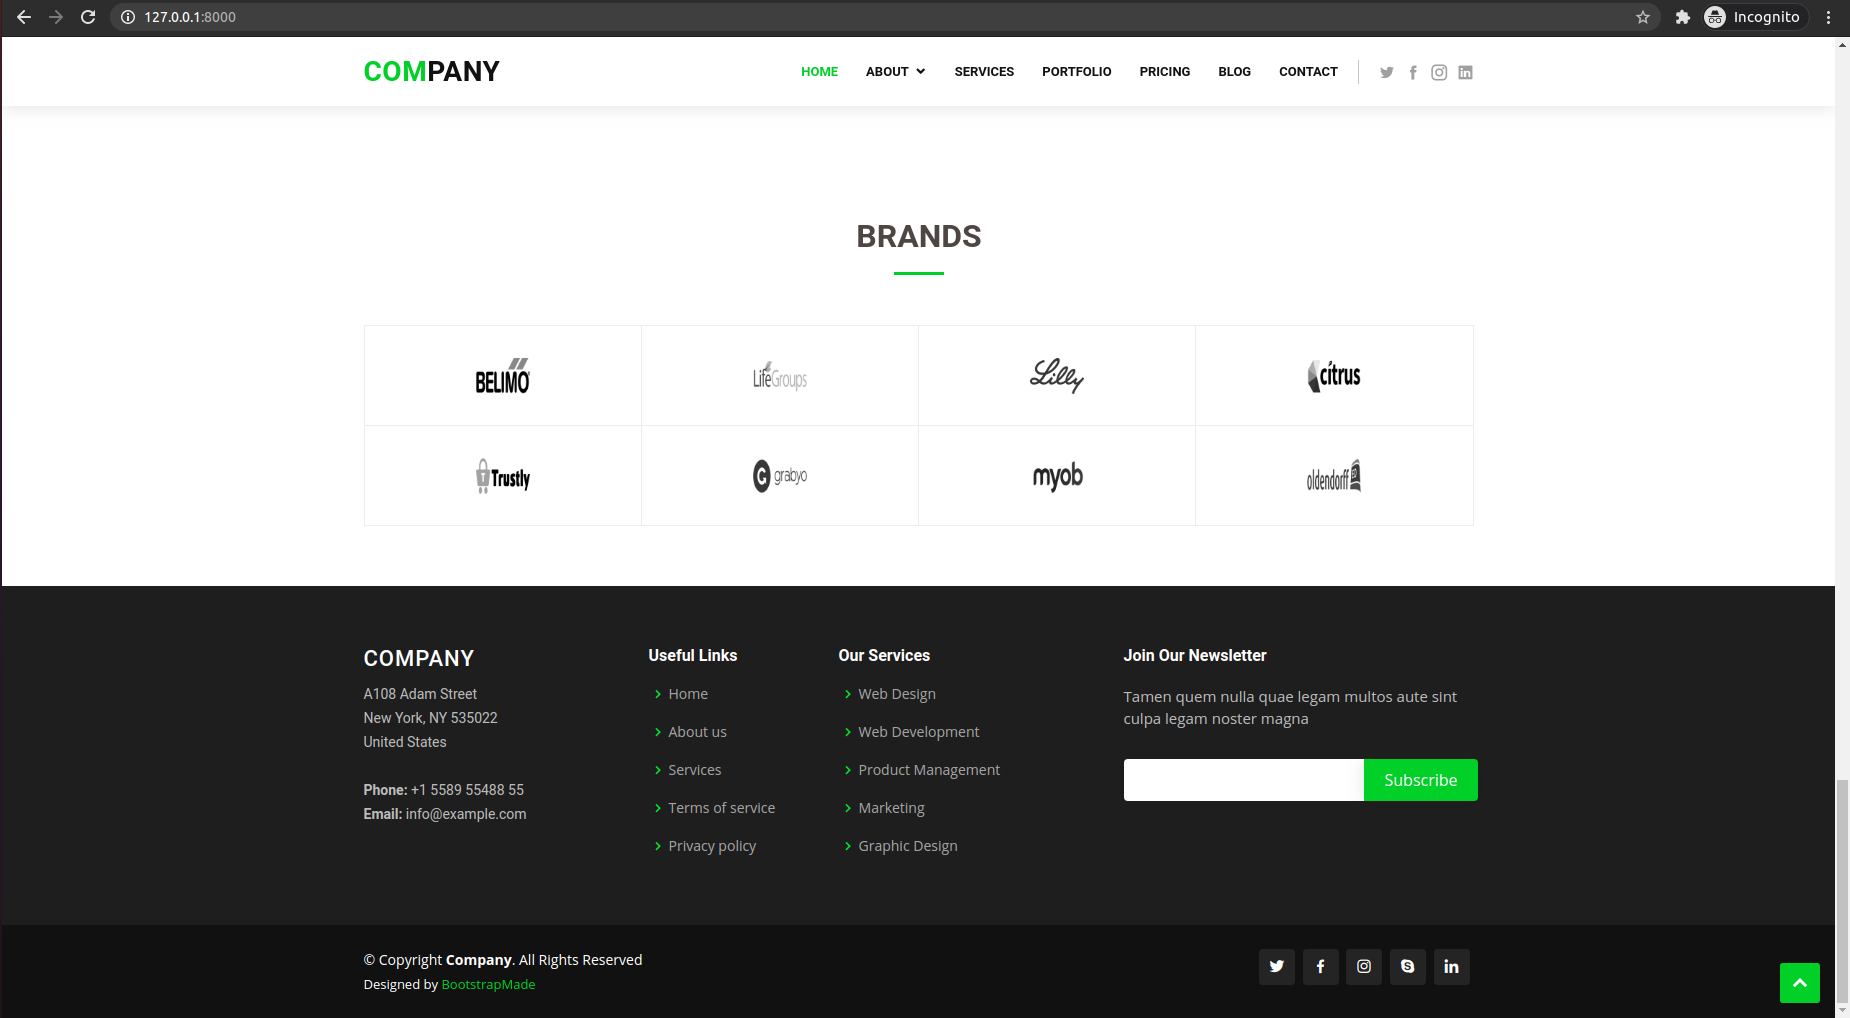 127.0.0.1:8000
Incognito
COMPANY
HOME ABOUT SERVICES PORTFOLIO PRICING BLOG CONTACT
BRANDS
BELIMO LifeGroups Lilly citrus
Trustly grabyo myob oldendorff
COMPANY
A108 Adam Street
New York, NY 535022
United States
Phone: +1 5589 55488 55
Email: info@example.com
Useful Links
Home
About us
Services
Terms of service
Privacy policy
Our Services
Web Design
Web Development
Product Management
Marketing
Graphic Design
Join Our Newsletter
Tamen quem nulla quae legam multos aute sint
culpa legam noster magna
Subscribe
© Copyright Company. All Rights Reserved
Designed by BootstrapMade